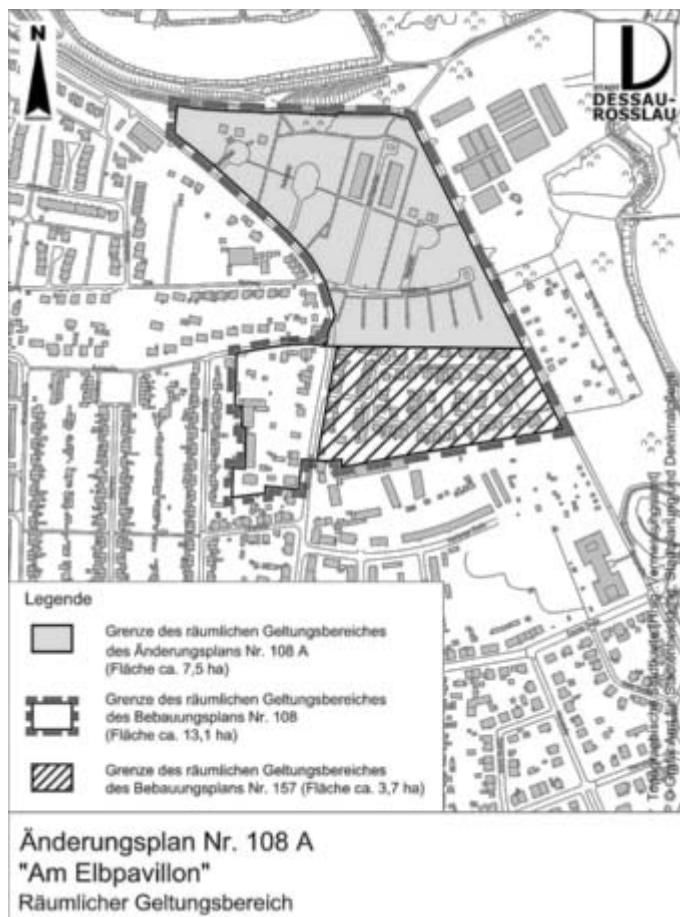 N
STADT
DESSAU-
ROSSLAU
Legende
Grenze des räumlichen Geltungsbereiches
des Änderungsplans Nr. 108 A
(Fläche ca. 7,5 ha)
Grenze des räumlichen Geltungsbereiches
des Bebauungsplans Nr. 108
(Fläche ca. 13,1 ha)
Grenze des räumlichen Geltungsbereiches
des Bebauungsplans Nr. 157 (Fläche ca. 3,7 ha)
Änderungsplan Nr. 108 A
"Am Elbpavillon"
Räumlicher Geltungsbereich